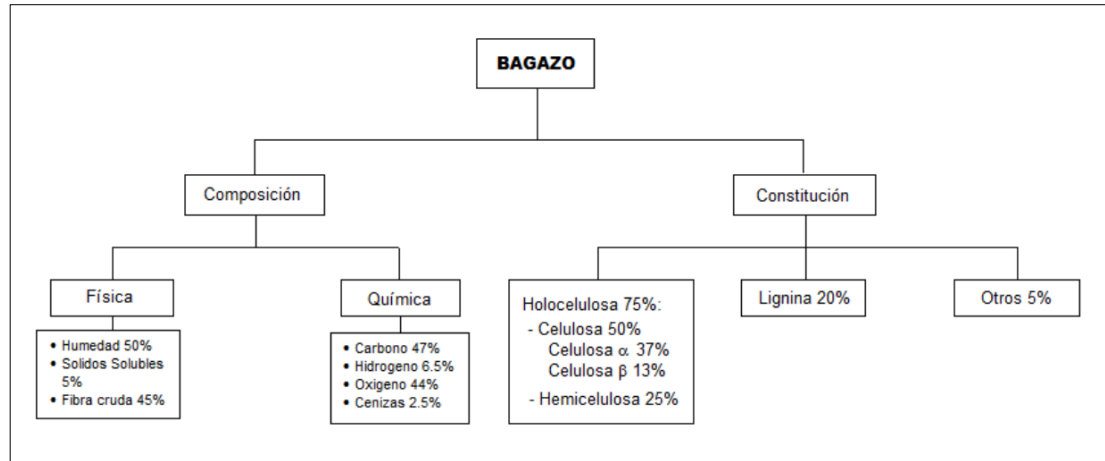 BAGAZO
Composición
Constitución
Física
Química
Holocelulosa 75%:
- Celulosa 50%
Celulosa α 37%
Celulosa β 13%
- Hemicelulosa 25%
Lignina 20%
Otros 5%
• Humedad 50%
• Solidos Solubles
5%
• Fibra cruda 45%
• Carbono 47%
• Hidrogeno 6.5%
• Oxigeno 44%
• Cenizas 2.5%